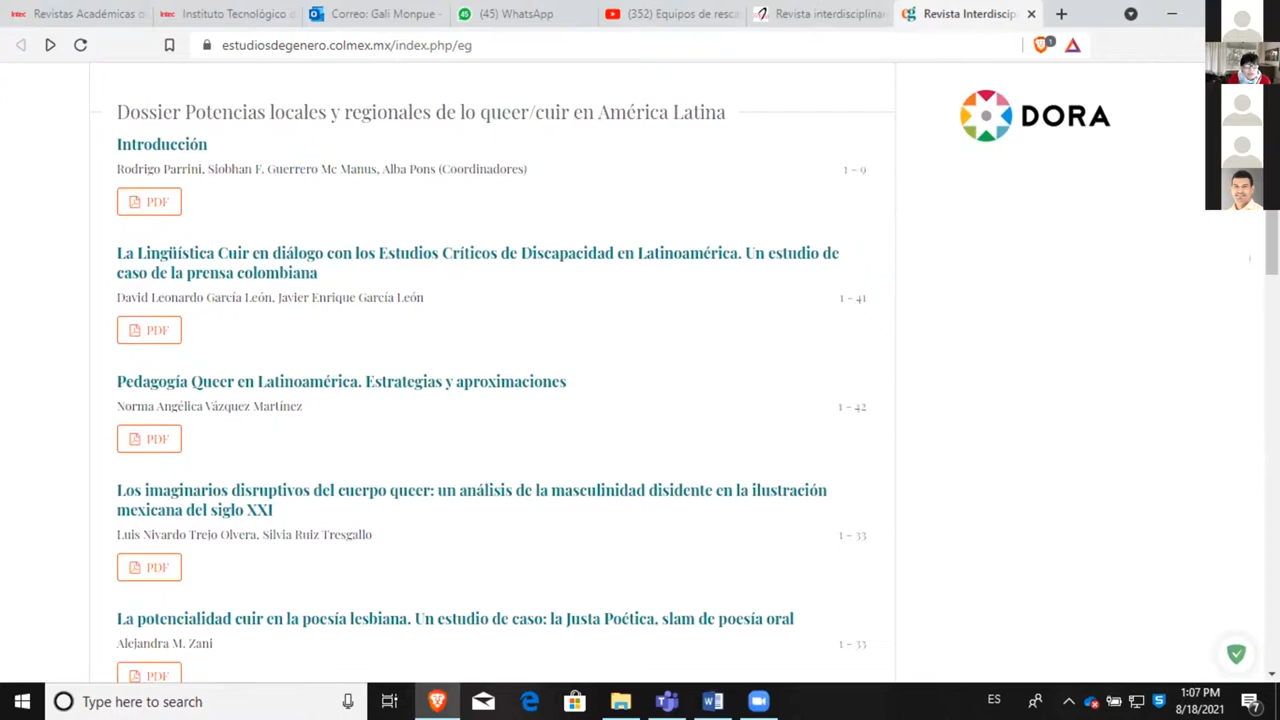 Revistas Académicas d
Instituto Tecnológico d
Correo: Galí Monpue -
(45) WhatsApp
(352) Equipos de resca
Revista interdisciplinar
Revista Interdiscip
estudiosdegenero.colmex.mx/index.php/eg
1
Dossier Potencias locales y regionales de lo queer/cuir en América Latina
DORA
Introducción
Rodrigo Parrini, Siobhan F. Guerrero Mc Manus, Alba Pons (Coordinadores)
1 - 9
PDF
La Lingüística Cuir en diálogo con los Estudios Críticos de Discapacidad en Latinoamérica. Un estudio de
caso de la prensa colombiana
David Leonardo García León, Javier Enrique García León
1 - 41
PDF
Pedagogía Queer en Latinoamérica. Estrategias y aproximaciones
Norma Angélica Vázquez Martínez
1 - 42
PDF
Los imaginarios disruptivos del cuerpo queer: un análisis de la masculinidad disidente en la ilustración
mexicana del siglo XXI
Luis Nivardo Trejo Olvera, Silvia Ruiz Tresgallo
1 - 33
PDF
La potencialidad cuir en la poesía lesbiana. Un estudio de caso: la Justa Poética, slam de poesía oral
Alejandra M. Zani
1 - 33
PDF
Type here to search
ES
1:07 PM
8/18/2021
7